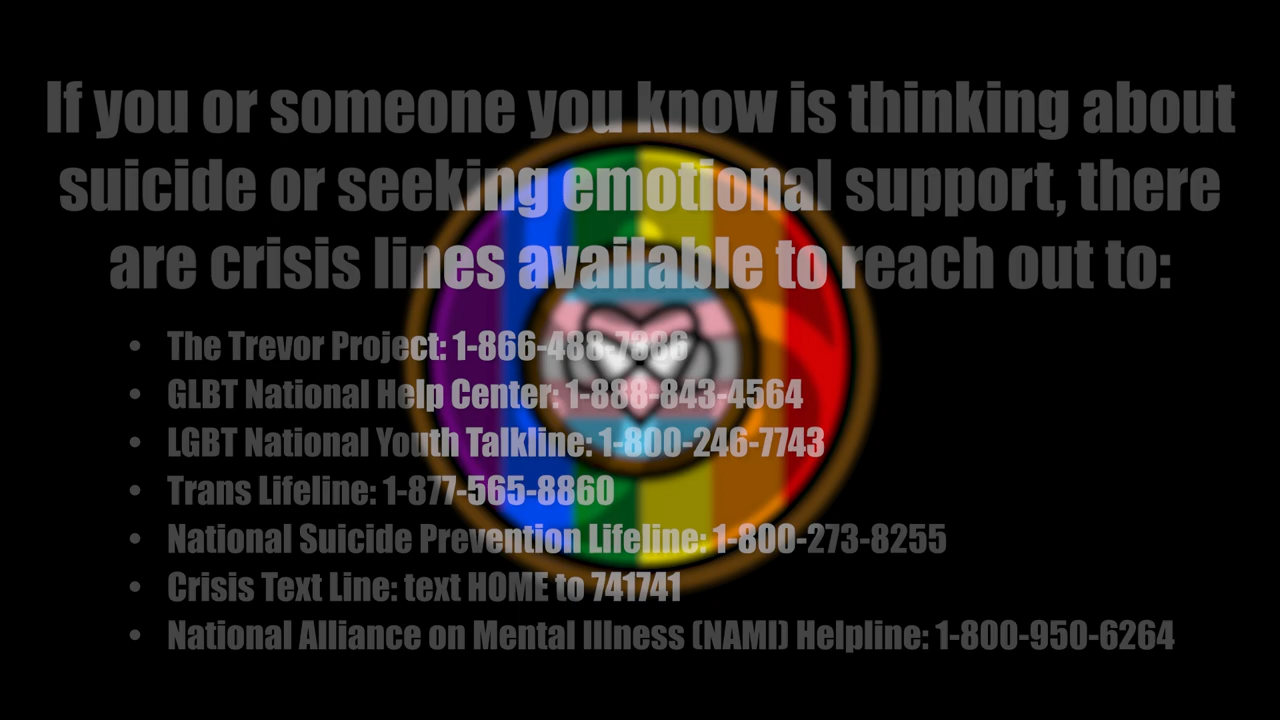 If you or someone you know is thinking about
suicide or seeking emotional support, there
are crisis lines available to reach out to:
• The Trevor Project: 1-866-488-7386
• GLBT National Help Center: 1-888-843-4564
• LGBT National Youth Talkline: 1-800-246-7743
• Trans Lifeline: 1-877-565-8860
• National Suicide Prevention Lifeline: 1-800-273-8255
• Crisis Text Line: text HOME to 741741
• National Alliance on Mental Illness (NAMI) Helpline: 1-800-950-6264